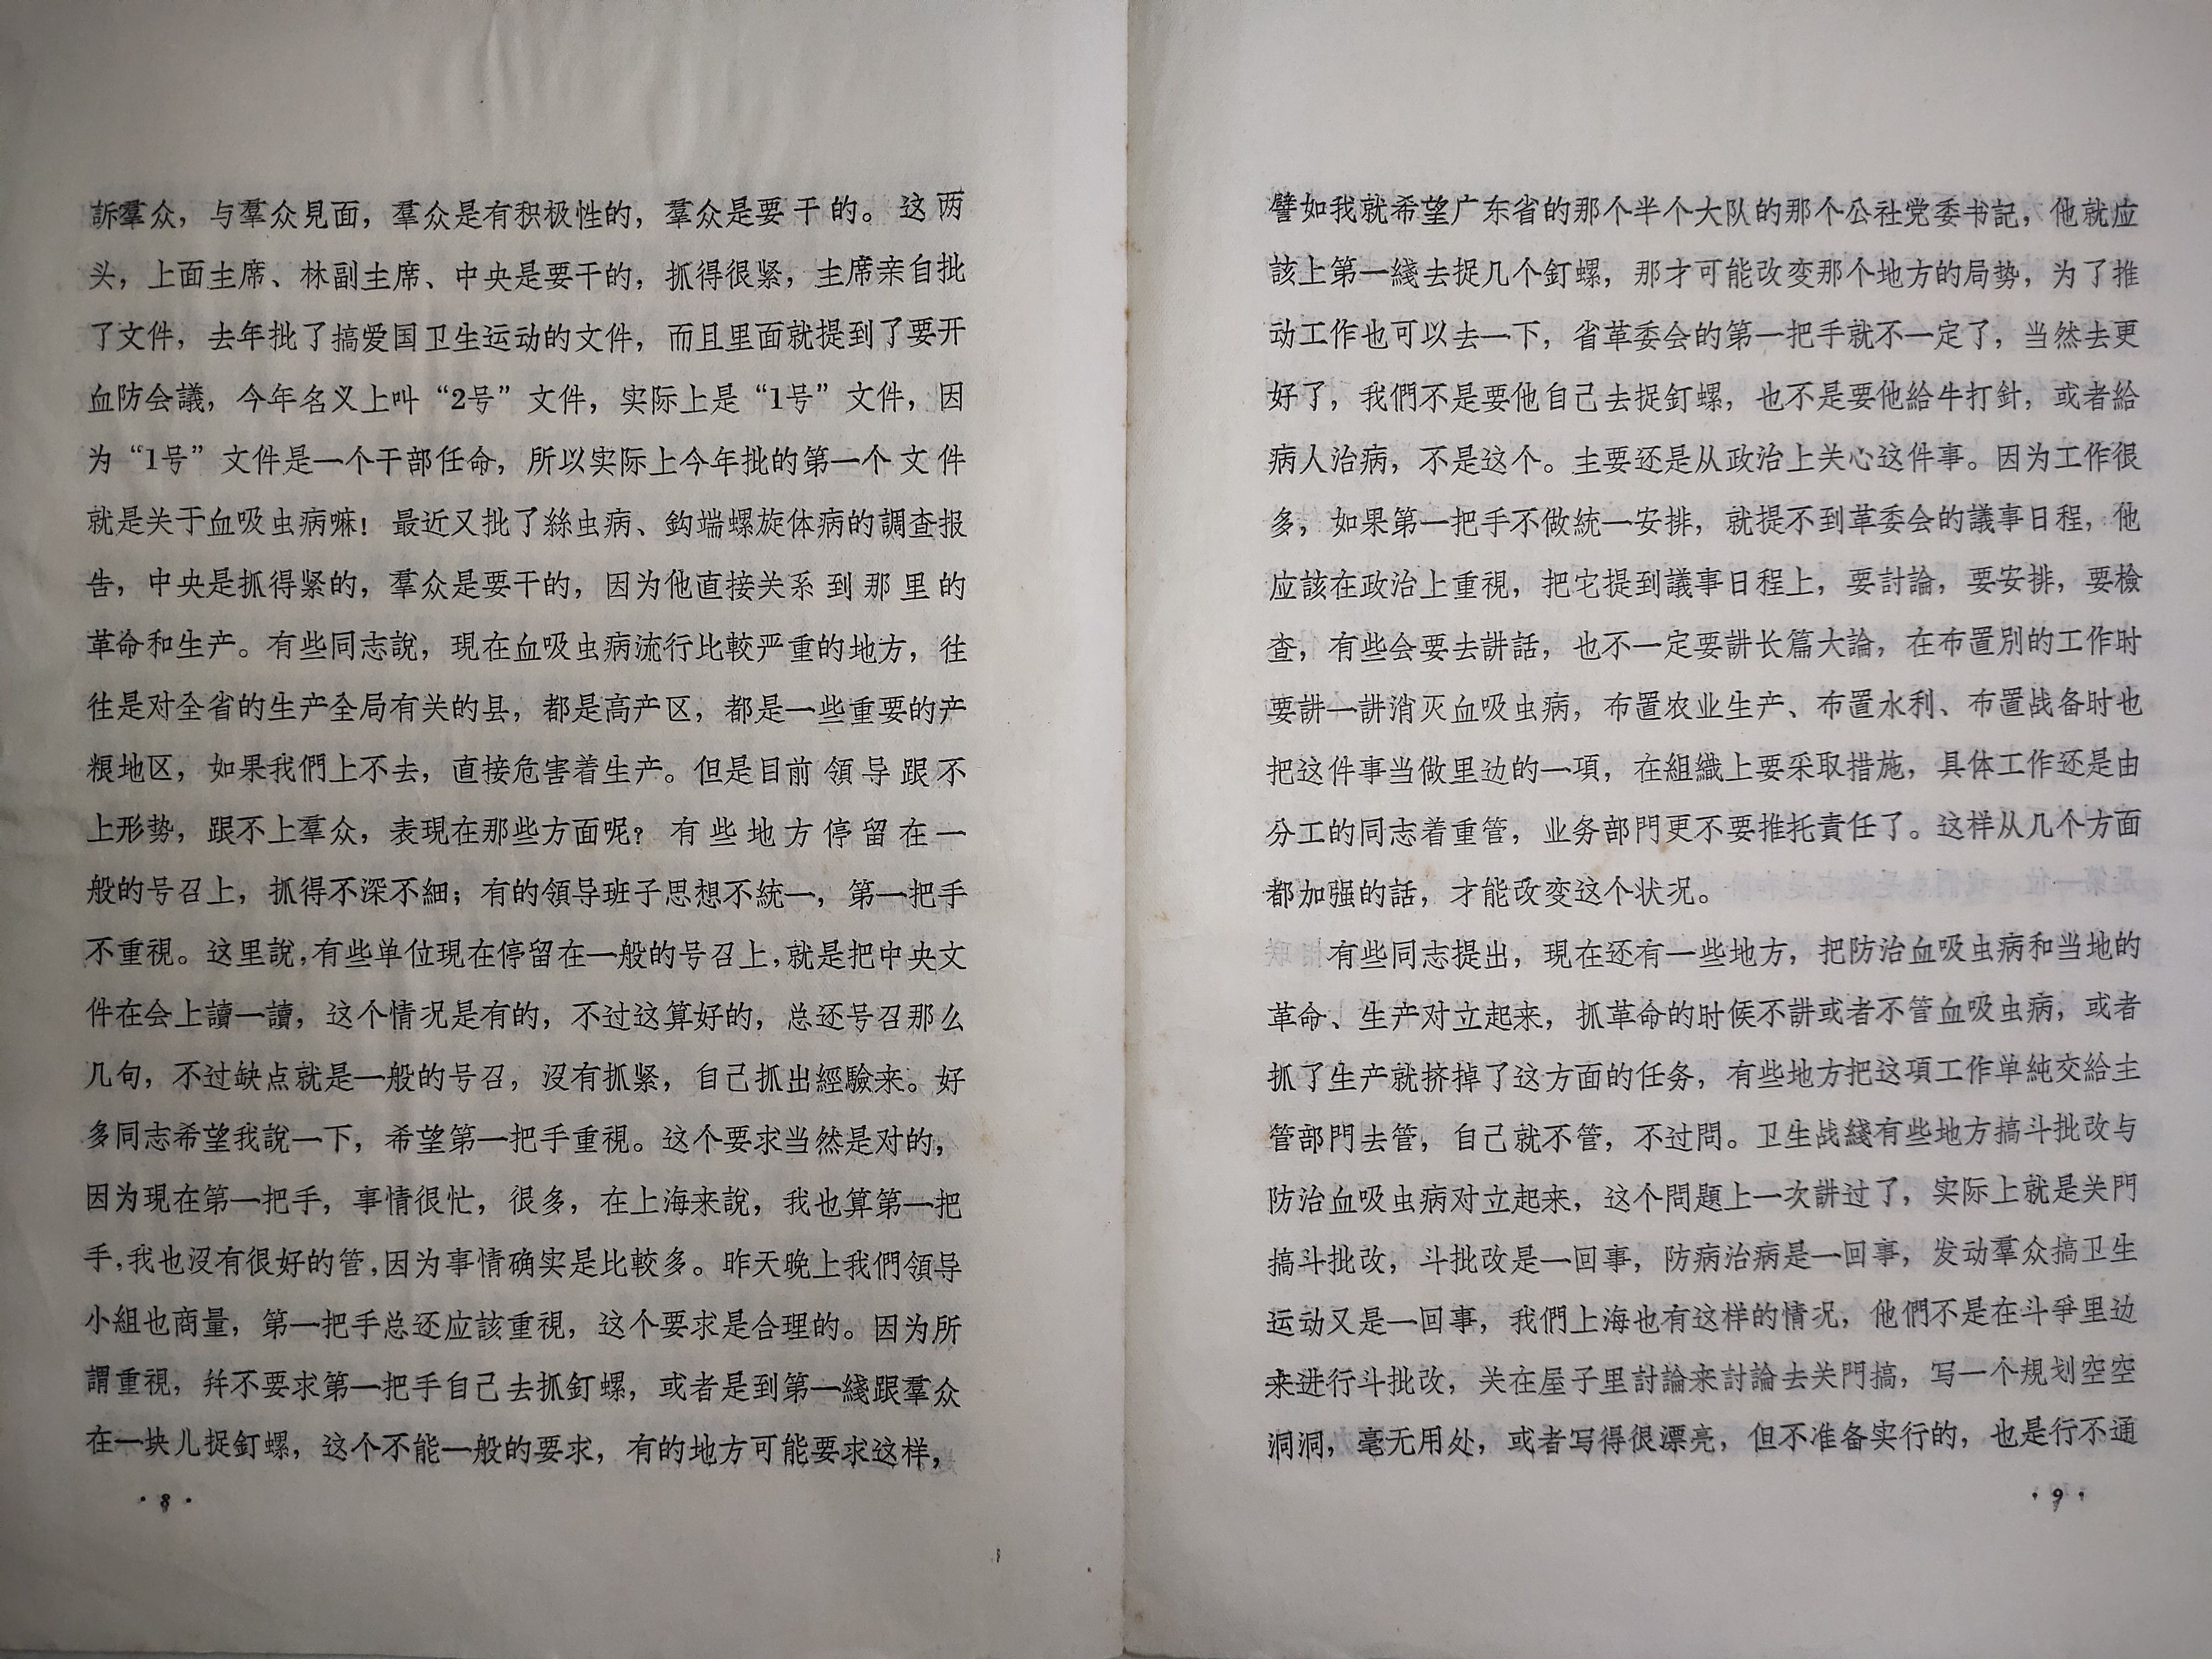 訴羣众，与羣众見面，羣众是有积极性的，羣众是要干的。这两
头，上面主席、林副主席、中央是要干的，抓得很紧，主席亲自批
了文件，去年批了搞爱国卫生运动的文件，而且里面就提到了要开
血防会議，今年名义上叫“2号”文件，实际上是“1号”文件，因
为“1号”文件是一个干部任命，所以实际上今年批的第一个文件
就是关于血吸虫病嘛！最近又批了絲虫病、鈎端螺旋体病的調查报
告，中央是抓得紧的，羣众是要干的，因为他直接关系到那里的
革命和生产。有些同志說，現在血吸虫病流行比較严重的地方，往
往是对全省的生产全局有关的县，都是高产区，都是一些重要的产
粮地区，如果我們上不去，直接危害着生产。但是目前領导跟不
上形势，跟不上羣众，表現在那些方面呢？有些地方停留在一
般的号召上，抓得不深不細；有的領导班子思想不統一，第一把手
不重視。这里說，有些单位現在停留在一般的号召上，就是把中央文
件在会上讀一讀，这个情况是有的，不过这算好的，总还号召那么
几句，不过缺点就是一般的号召，沒有抓紧，自己抓出經驗来。好
多同志希望我說一下，希望第一把手重視。这个要求当然是对的，
因为現在第一把手，事情很忙，很多，在上海来說，我也算第一把
手，我也沒有很好的管，因为事情确实是比較多。昨天晚上我們領导
小組也商量，第一把手总还应該重視，这个要求是合理的。因为所
謂重視，幷不要求第一把手自己去抓釘螺，或者是到第一綫跟羣众
在一块儿捉釘螺，这个不能一般的要求，有的地方可能要求这样，
·8·
譬如我就希望广东省的那个半个大队的那个公社党委书記，他就应
該上第一綫去捉几个釘螺，那才可能改变那个地方的局势，为了推
动工作也可以去一下，省革委会的第一把手就不一定了，当然去更
好了，我們不是要他自己去捉釘螺，也不是要他給牛打針，或者給
病人治病，不是这个。主要还是从政治上关心这件事。因为工作很
多，如果第一把手不做統一安排，就提不到革委会的議事日程，他
应該在政治上重視，把它提到議事日程上，要討論，要安排，要檢
查，有些会要去講話，也不一定要講长篇大論，在布置別的工作时
要講一講消灭血吸虫病，布置农业生产、布置水利、布置战备时也
把这件事当做里边的一項，在組織上要采取措施，具体工作还是由
分工的同志着重管，业务部門更不要推托責任了。这样从几个方面
都加强的話，才能改变这个状况。
有些同志提出，現在还有一些地方，把防治血吸虫病和当地的
革命、生产对立起来，抓革命的时候不講或者不管血吸虫病，或者
抓了生产就挤掉了这方面的任务，有些地方把这項工作单純交給主
管部門去管，自己就不管，不过問。卫生战綫有些地方搞斗批改与
防治血吸虫病对立起来，这个問題上一次講过了，实际上就是关門
搞斗批改，斗批改是一回事，防病治病是一回事，发动羣众搞卫生
运动又是一回事，我們上海也有这样的情况，他們不是在斗爭里边
来进行斗批改，关在屋子里討論来討論去关門搞，写一个規划空空
洞洞，毫无用处，或者写得很漂亮，但不准备实行的，也是行不通
·9·